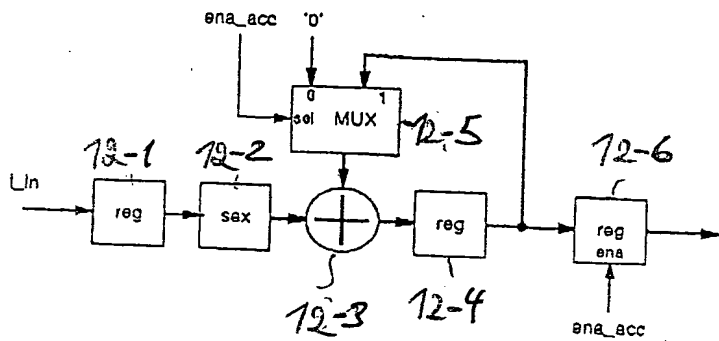 ena_acc
'0'
0
1
sel
MUX
12-5
12-1
12-2
12-6
I_in
reg
sex
reg
reg
ena
12-3
12-4
ena_acc